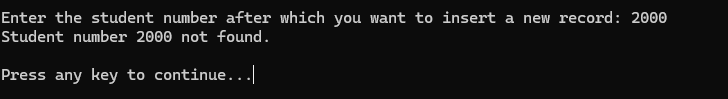 Enter the student number after which you want to insert a new record: 2000
Student number 2000 not found.
Press any key to continue...